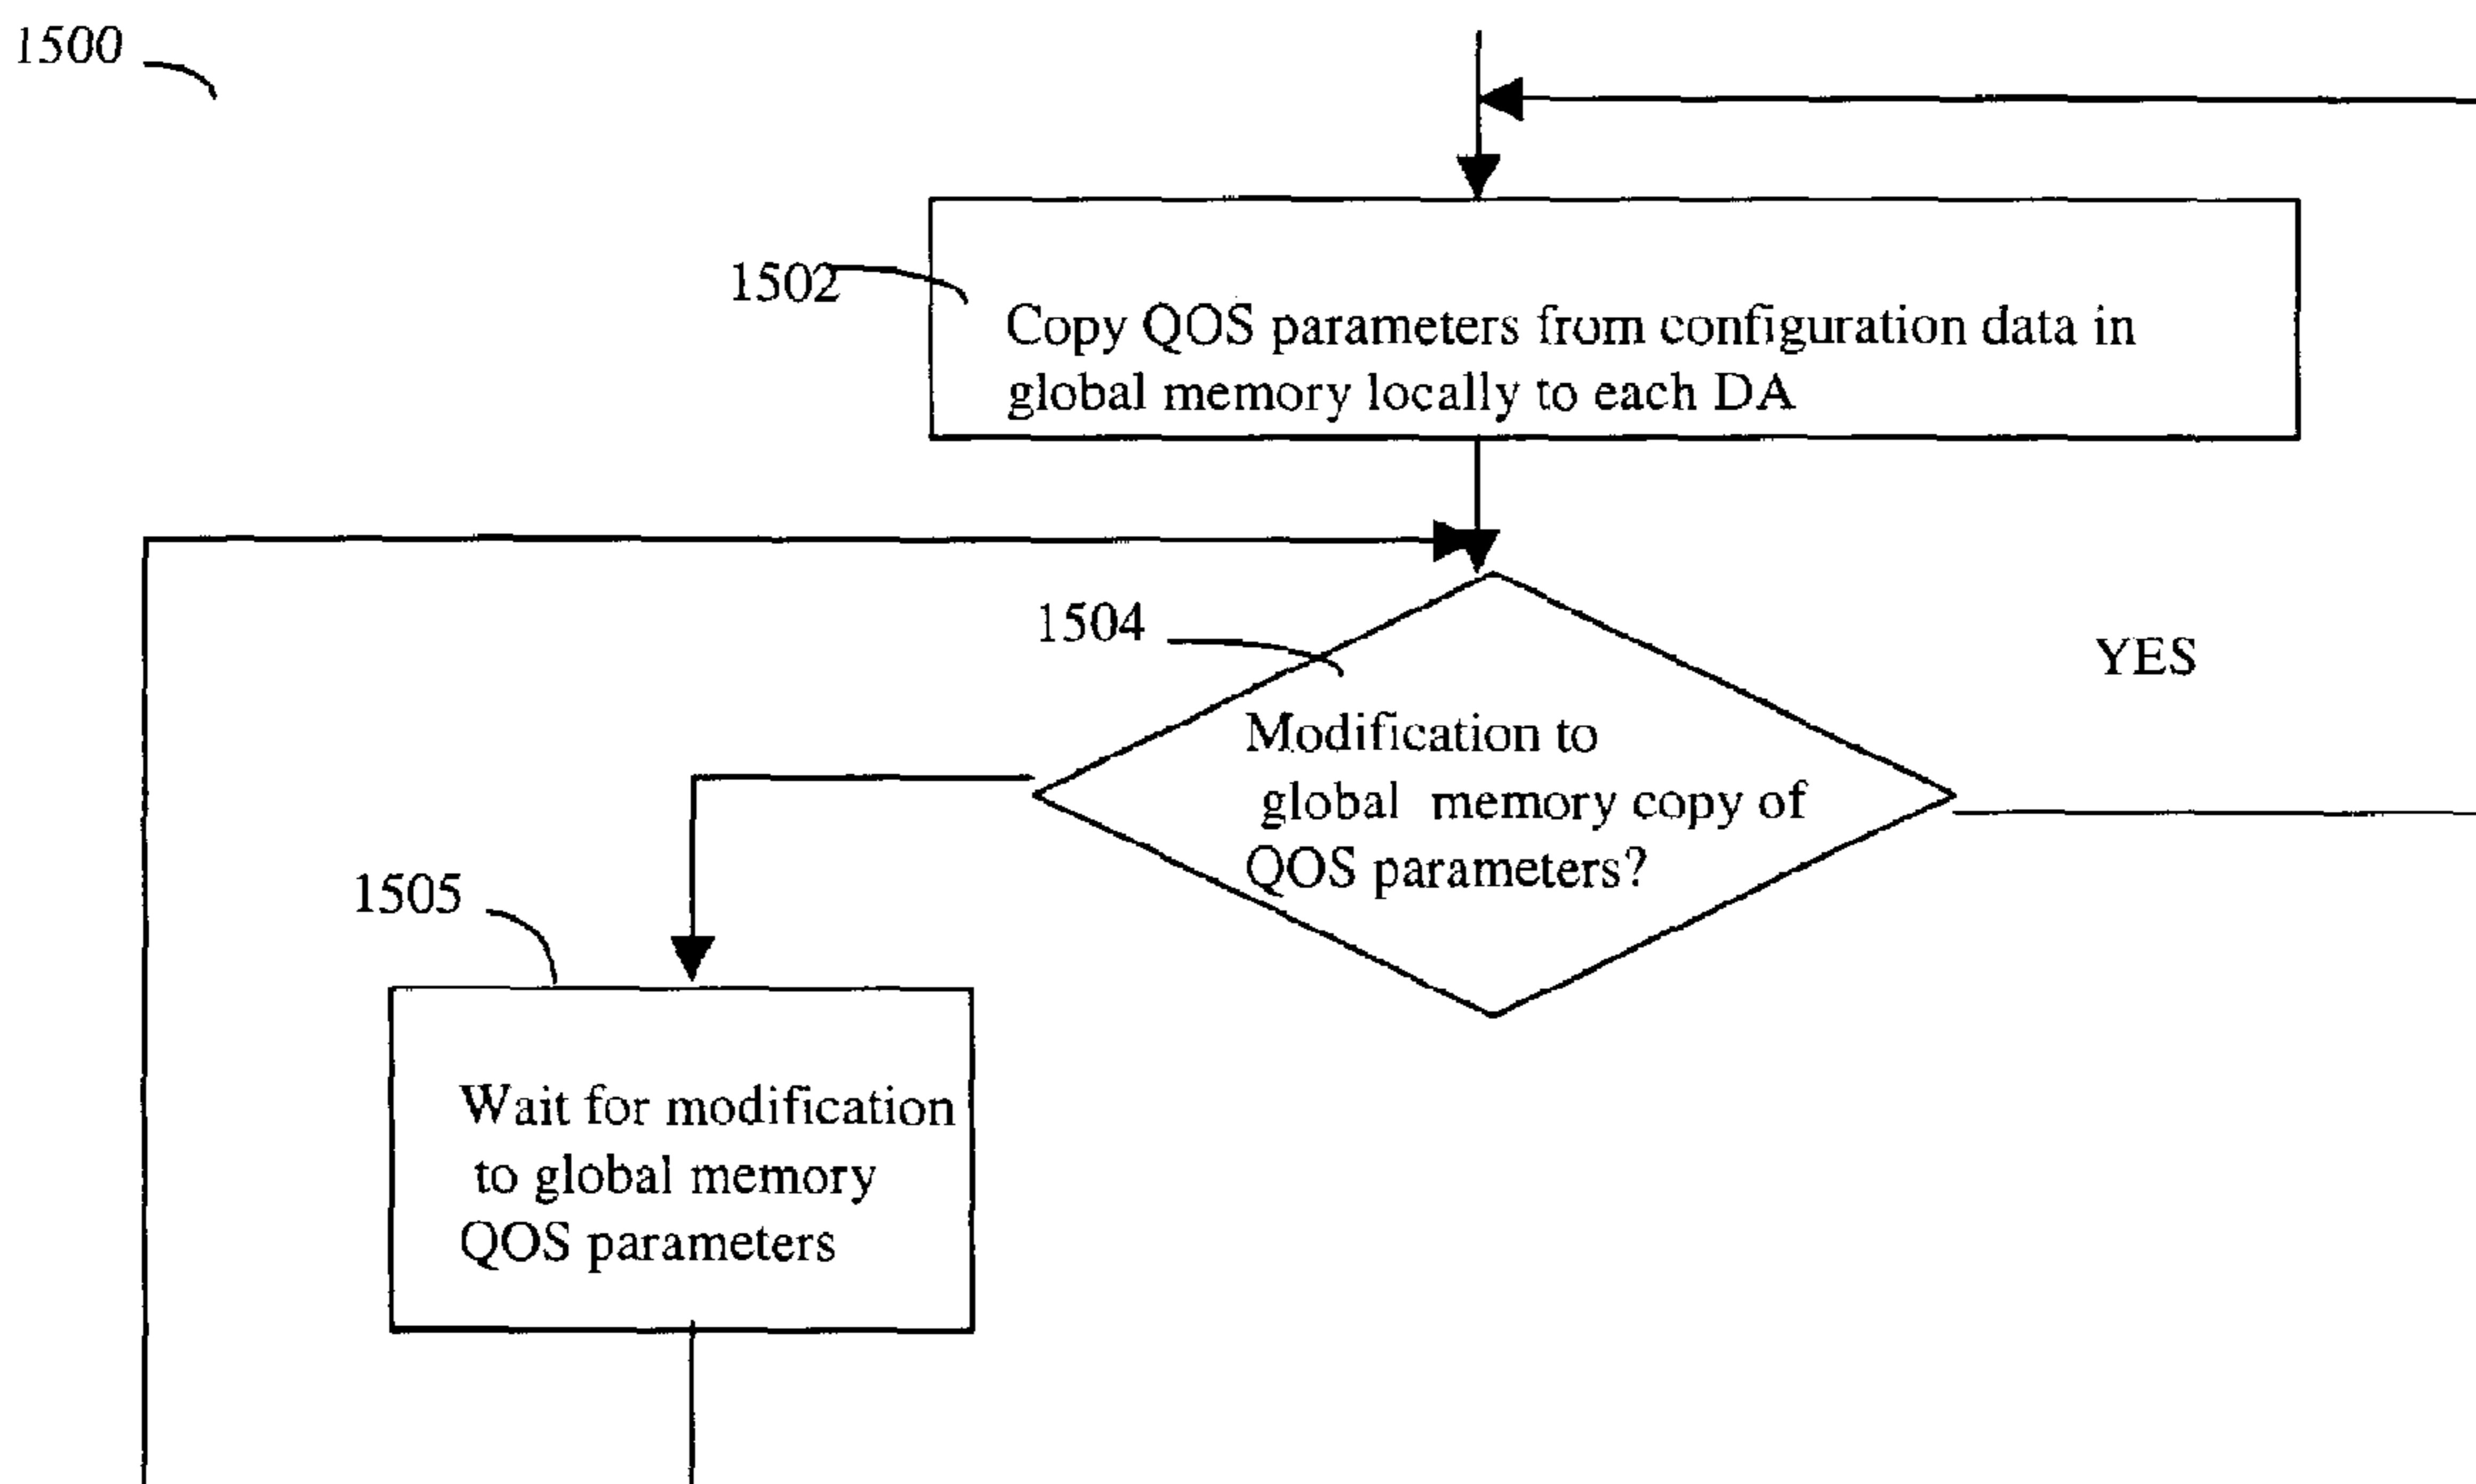 1500
1502
Copy QOS parameters from configuration data in
global memory locally to each DA
1504
YES
Modification to
global memory copy of
QOS parameters?
1505
Wait for modification
to global memory
QOS parameters